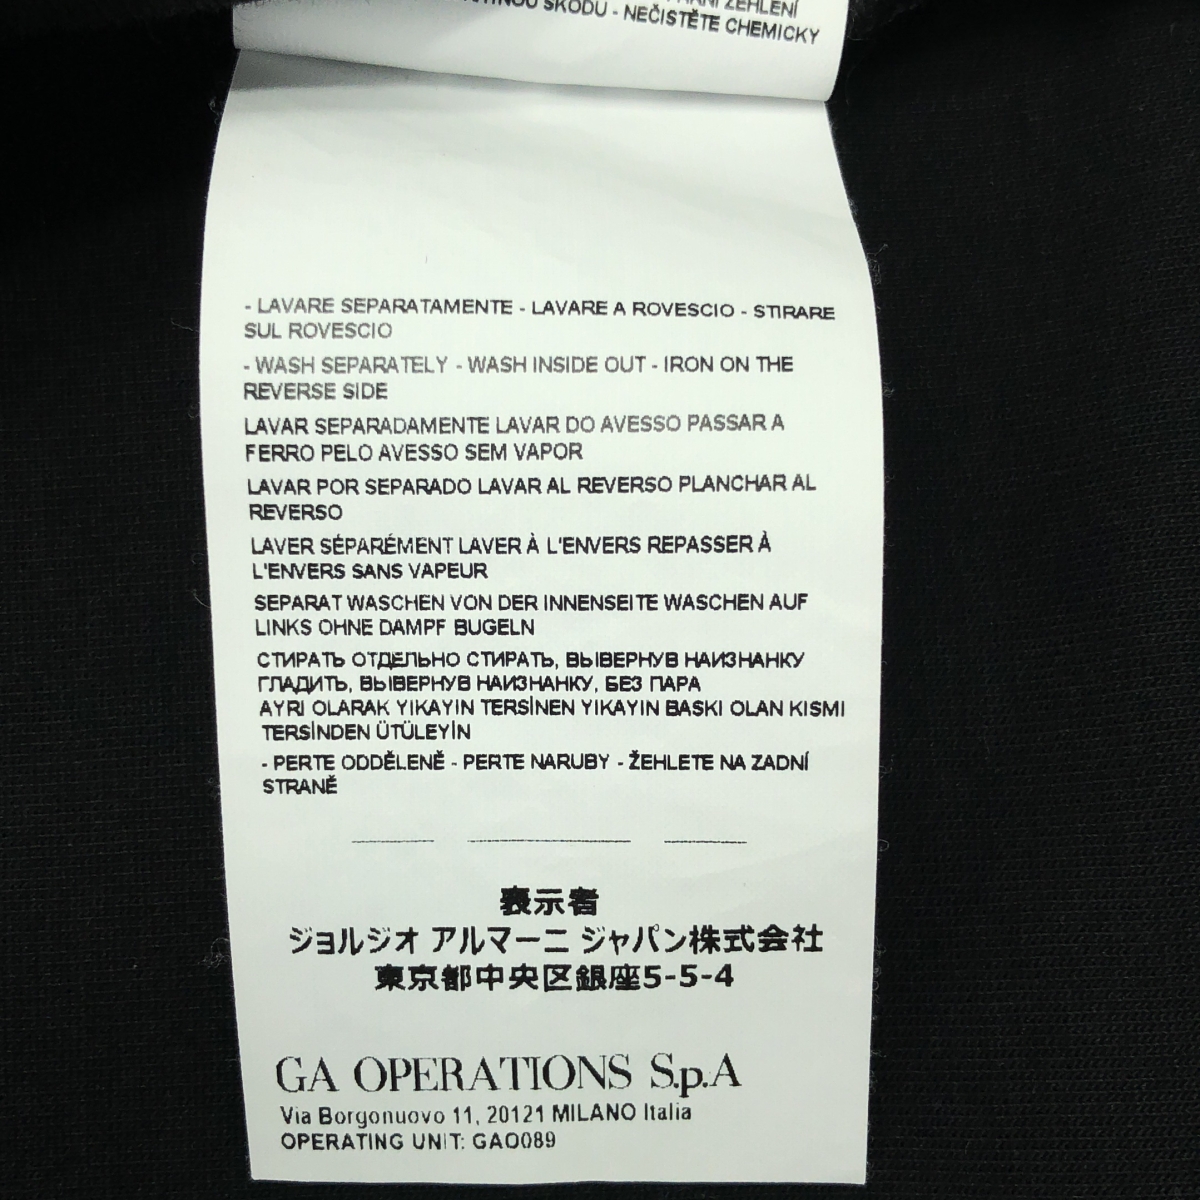 ŽEHLENÍ
ŠKODU - NEČISTĚTE CHEMICKY
- LAVARE SEPARATAMENTE - LAVARE A ROVESCIO - STIRARE
SUL ROVESCIO
- WASH SEPARATELY - WASH INSIDE OUT - IRON ON THE
REVERSE SIDE
LAVAR SEPARADAMENTE LAVAR DO AVESSO PASSAR A
FERRO PELO AVESSO SEM VAPOR
LAVAR POR SEPARADO LAVAR AL REVERSO PLANCHAR AL
REVERSO
LAVER SÉPARÉMENT LAVER À L'ENVERS REPASSER À
L'ENVERS SANS VAPEUR
SEPARAT WASCHEN VON DER INNENSEITE WASCHEN AUF
LINKS OHNE DAMPF BUGELN
СТИРАТЬ ОТДЕЛЬНО СТИРАТЬ, ВЫВЕРНУВ НАИЗНАНКУ
ГЛАДИТЬ, ВЫВЕРНУВ НАИЗНАНКУ, БЕЗ ПАРА
AYRI OLARAK YIKAYIN TERSİNEN YIKAYIN BASKI OLAN KISMI
TERSİNDEN ÜTÜLEYİN
- PERTE ODDĚLENĚ - PERTE NARUBY - ŽEHLETE NA ZADNÍ
STRANĚ
表示者
ジョルジオ アルマーニ ジャパン株式会社
東京都中央区銀座5-5-4
GA OPERATIONS S.p.A
Via Borgonuovo 11, 20121 MILANO Italia
OPERATING UNIT: GAO089